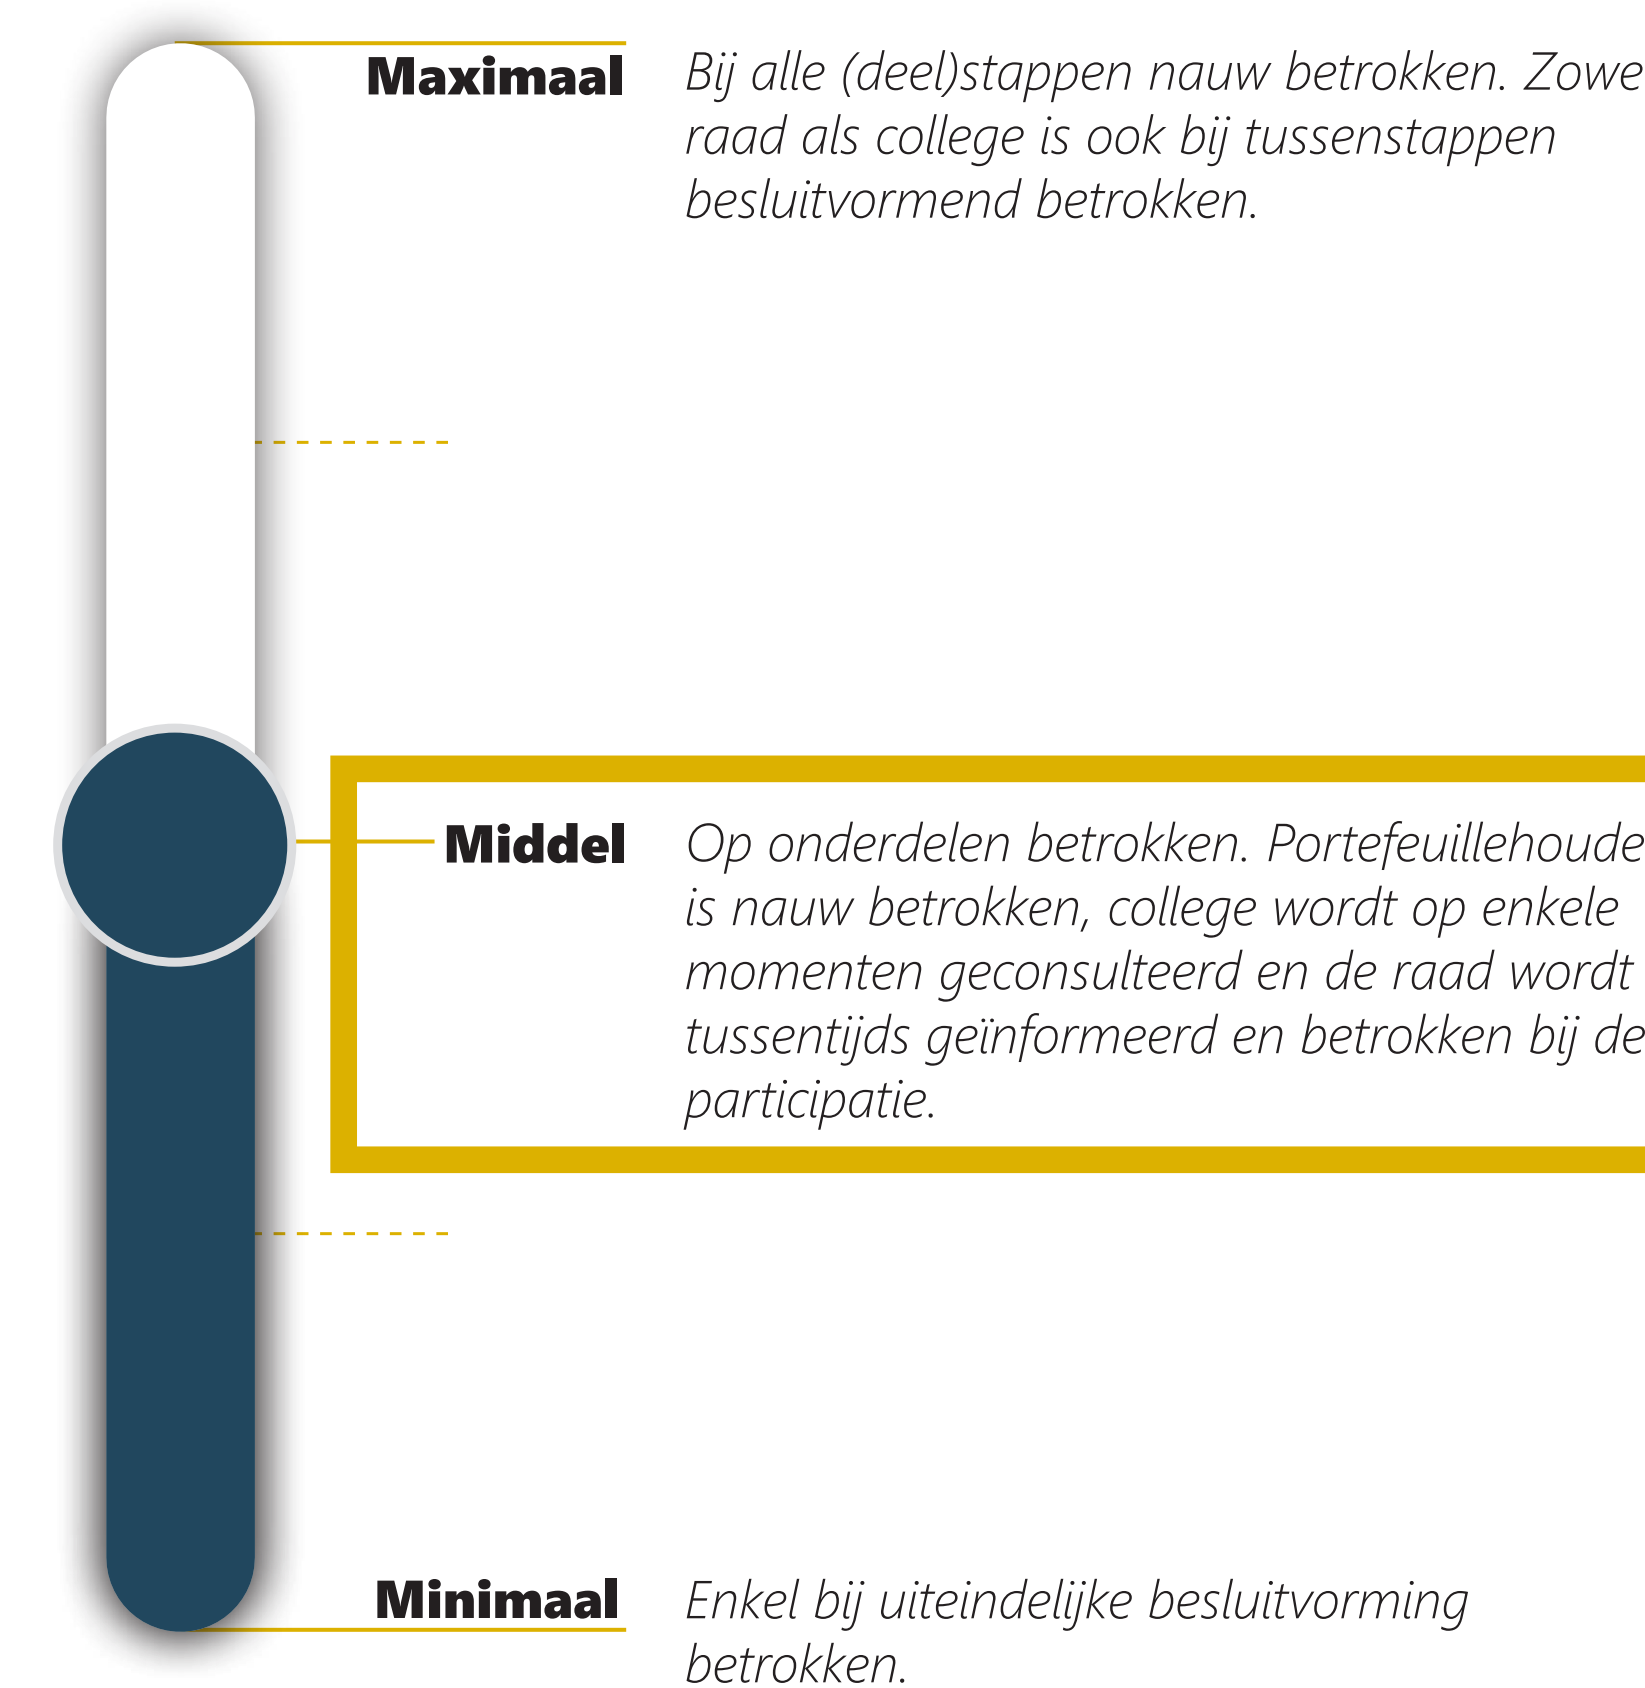 Maximaal
Bij alle (deel)stappen nauw betrokken. Zowe
raad als college is ook bij tussenstappen
besluitvormend betrokken.
Middel
Op onderdelen betrokken. Portefeuillehoude
is nauw betrokken, college wordt op enkele
momenten geconsulteerd en de raad wordt
tussentijds geïnformeerd en betrokken bij de
participatie.
Minimaal
Enkel bij uiteindelijke besluitvorming
betrokken.